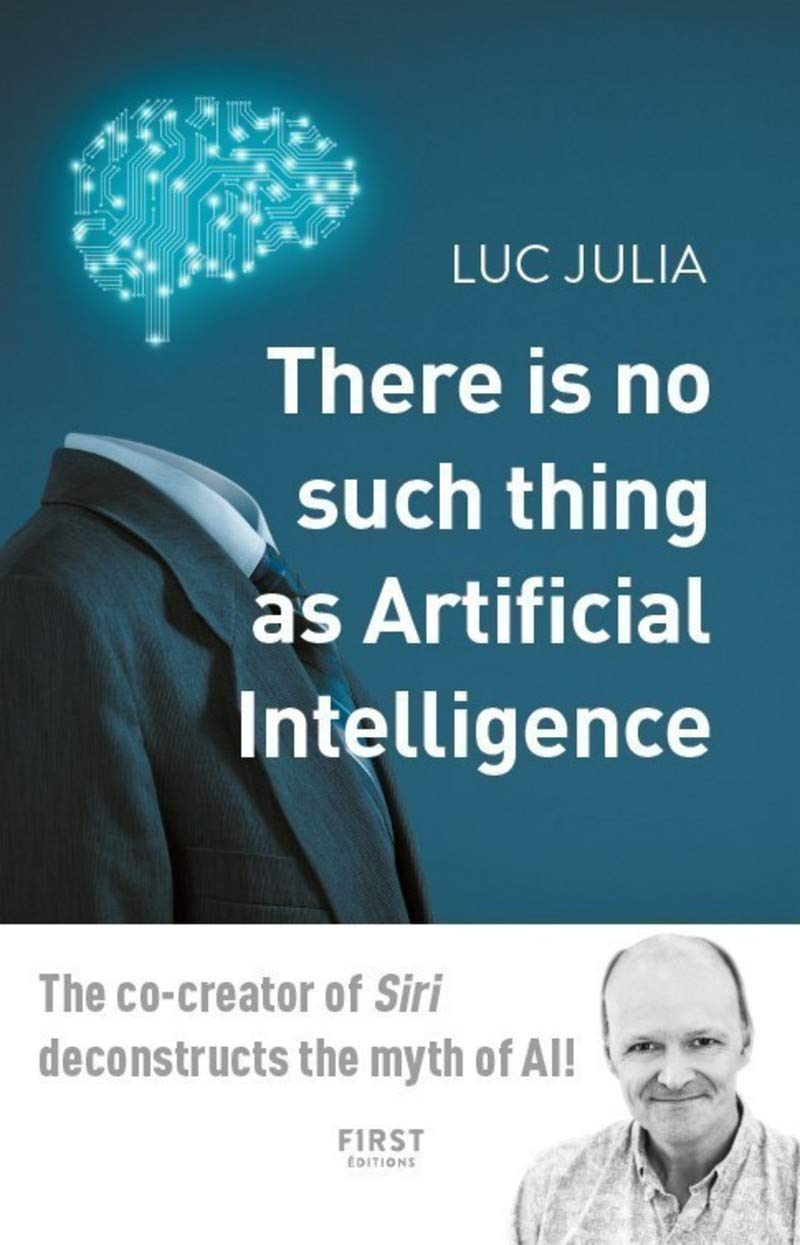 LUC JULIA
There is no
such thing
as Artificial
Intelligence
The co-creator of Siri
deconstructs the myth of AI!
FIRST
ÉDITIONS